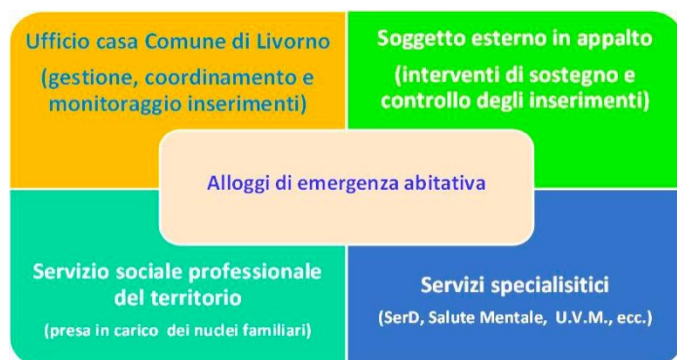 Ufficio casa Comune di Livorno
(gestione, coordinamento e
monitoraggio inserimenti)
Soggetto esterno in appalto
(interventi di sostegno e
controllo degli inserimenti)
Alloggi di emergenza abitativa
Servizio sociale professionale
del territorio
(presa in carico dei nuclei familiari)
Servizi specialisitici
(SerD, Salute Mentale, U.V.M., ecc.)